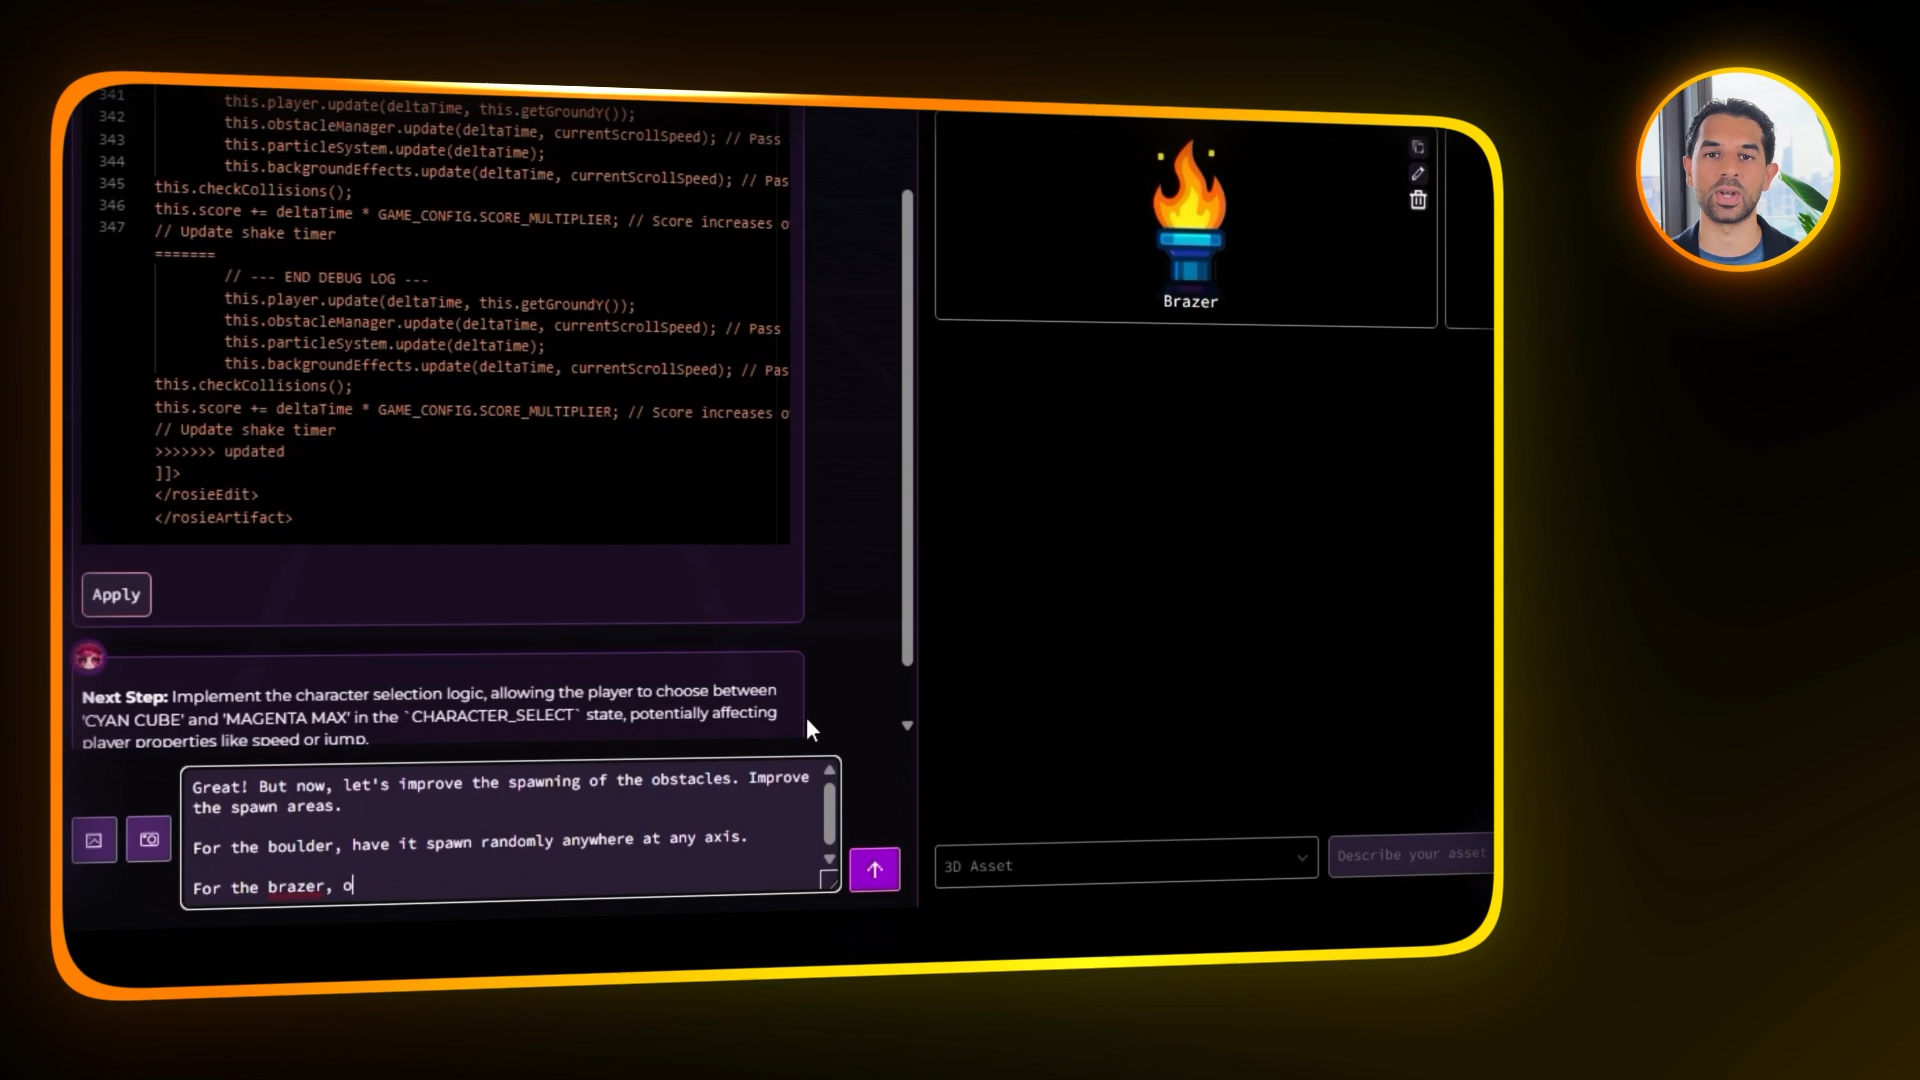 341
342
343
344
345
346
347
this.player.update(deltaTime, this.getGroundY());
this.obstacleManager.update(deltaTime, currentScrollSpeed); // Pass
this.particleSystem.update(deltaTime);
this.backgroundEffects.update(deltaTime, currentScrollSpeed); // Pas
this.checkCollisions();
this.score += deltaTime * GAME_CONFIG.SCORE_MULTIPLIER; // Score increases o
// Update shake timer
=======
// --- END DEBUG LOG ---
this.player.update(deltaTime, this.getGroundY());
this.obstacleManager.update(deltaTime, currentScrollSpeed); // Pass
this.particleSystem.update(deltaTime);
this.backgroundEffects.update(deltaTime, currentScrollSpeed); // Pas
this.checkCollisions();
this.score += deltaTime * GAME_CONFIG.SCORE_MULTIPLIER; // Score increases o
// Update shake timer
>>>>>>> updated
]]>
</rosieEdit>
</rosieArtifact>
Apply
Next Step: Implement the character selection logic, allowing the player to choose between
'CYAN CUBE' and 'MAGENTA MAX' in the `CHARACTER_SELECT` state, potentially affecting
player properties like speed or jump.
Great! But now, let's improve the spawning of the obstacles. Improve
the spawn areas.
For the boulder, have it spawn randomly anywhere at any axis.
For the brazer, o
Brazer
3D Asset
Describe your asset